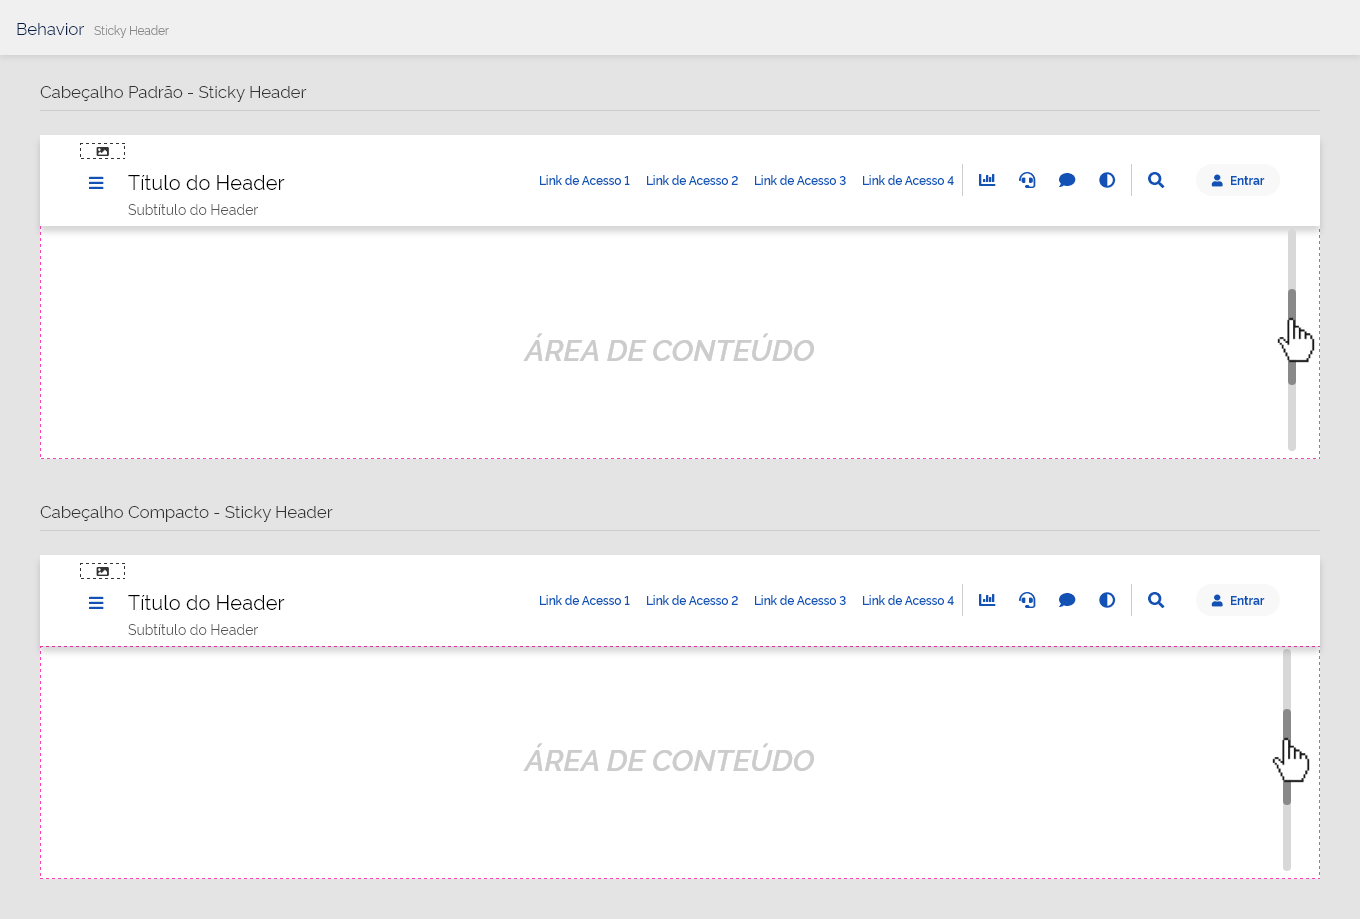 Behavior Sticky Header
Cabeçalho Padrão - Sticky Header
Título do Header
Link de Acesso 1 Link de Acesso 2 Link de Acesso 3 Link de Acesso 4 Entrar
Subtítulo do Header
ÁREA DE CONTEÚDO
Cabeçalho Compacto - Sticky Header
Título do Header
Link de Acesso 1 Link de Acesso 2 Link de Acesso 3 Link de Acesso 4 Entrar
Subtítulo do Header
ÁREA DE CONTEÚDO